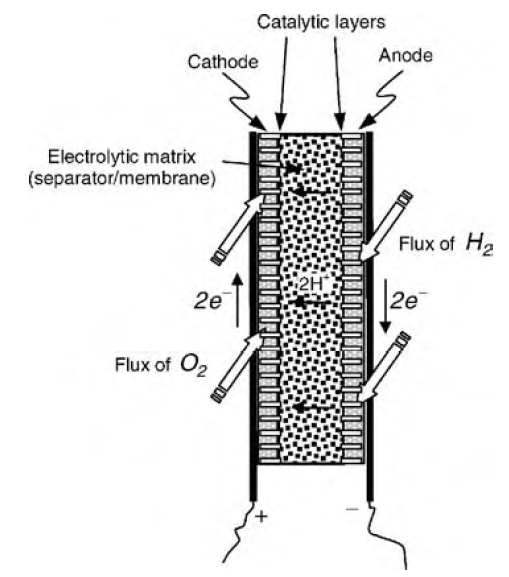 Catalytic layers
Cathode
Anode
Electrolytic matrix
(separator/membrane)
Flux of H₂
2H⁺
2e⁻
2e⁻
Flux of O₂
+
−